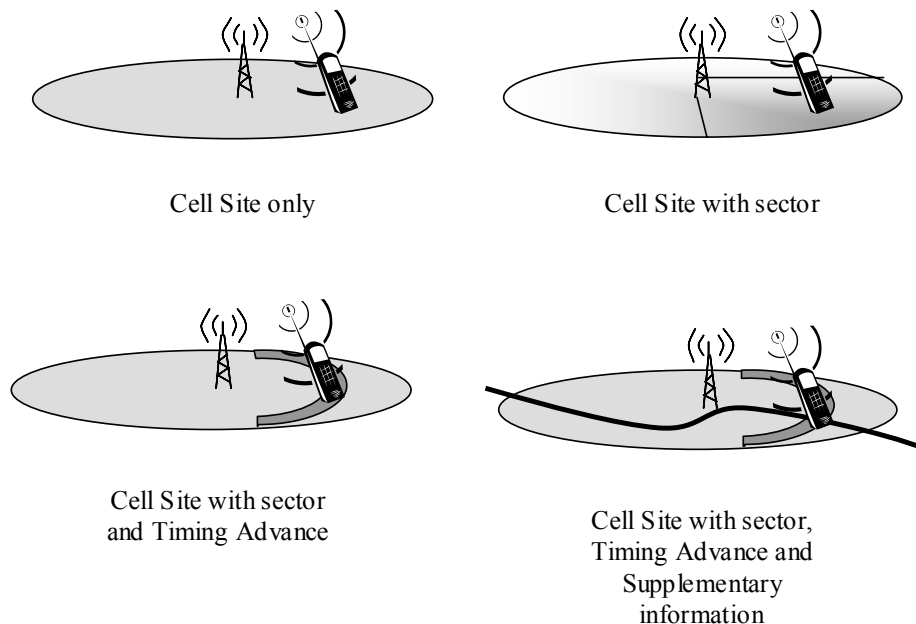 Cell Site only
Cell Site with sector
Cell Site with sector
and Timing Advance
Cell Site with sector,
Timing Advance and
Supplementary
information